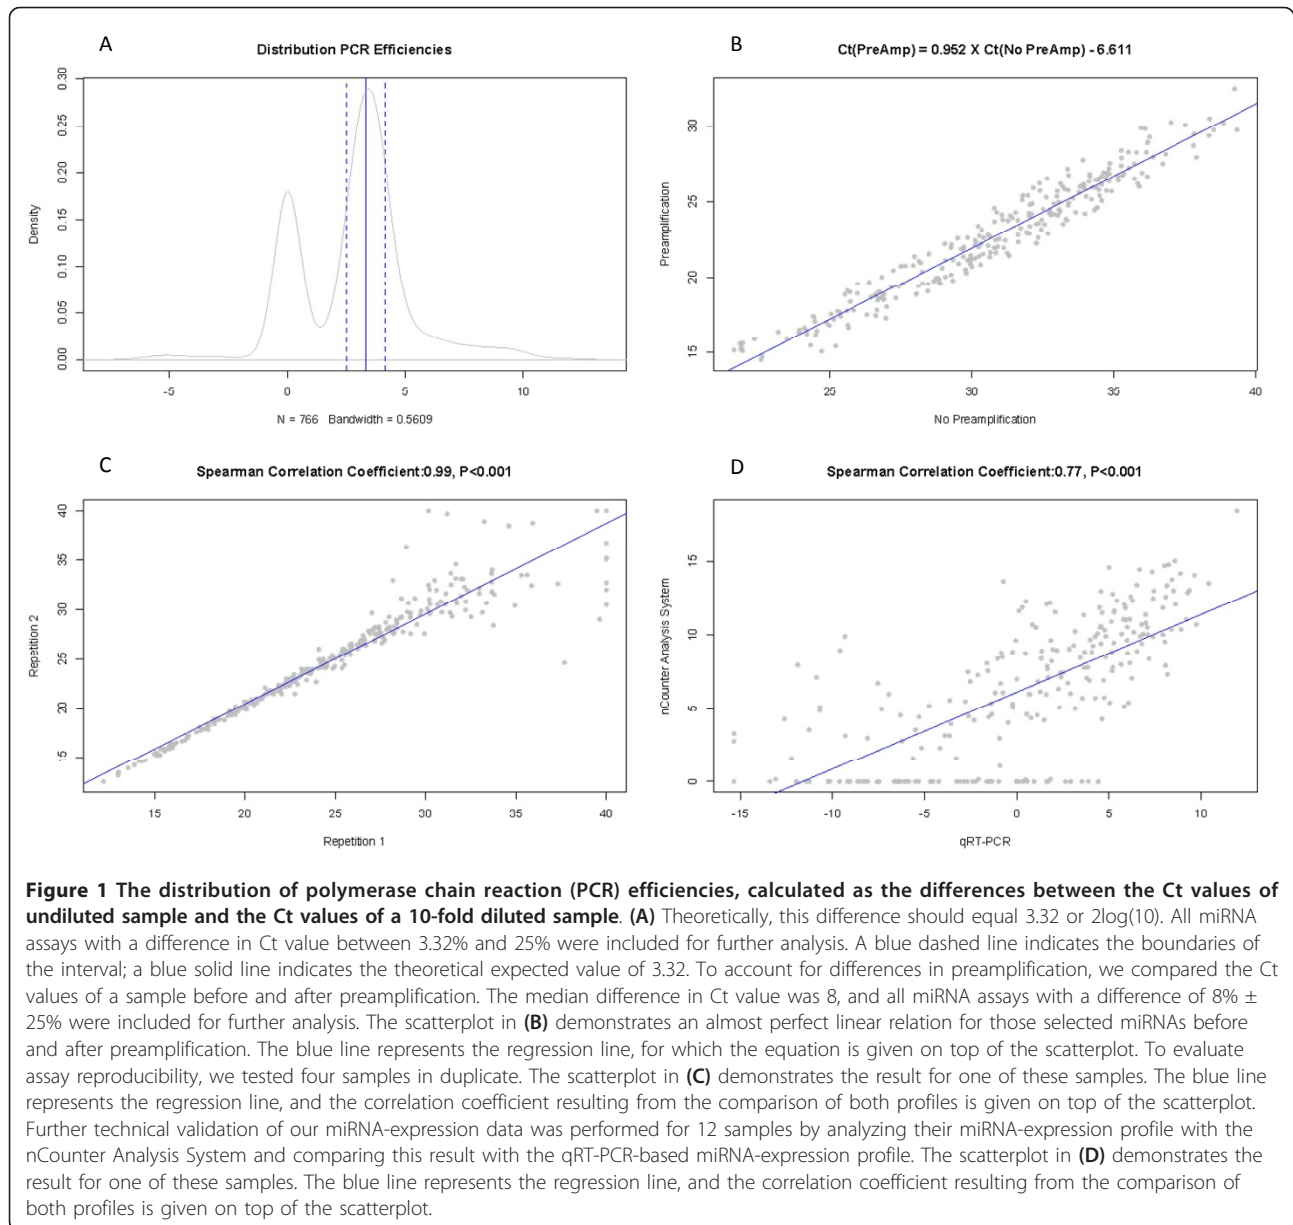 A
Distribution PCR Efficiencies
Density
0.00 0.05 0.10 0.15 0.20 0.25 0.30
-5 0 5 10
N = 766 Bandwidth = 0.5609
B
Ct(PreAmp) = 0.952 X Ct(No PreAmp) - 6.611
Preamplification
15 20 25 30
25 30 35 40
No Preamplification
C
Spearman Correlation Coefficient:0.99, P<0.001
Repetition 2
15 20 25 30 35 40
15 20 25 30 35 40
Repetition 1
D
Spearman Correlation Coefficient:0.77, P<0.001
nCounter Analysis System
0 5 10 15
-15 -10 -5 0 5 10
qRT-PCR
Figure 1 The distribution of polymerase chain reaction (PCR) efficiencies, calculated as the differences between the Ct values of
undiluted sample and the Ct values of a 10-fold diluted sample. (A) Theoretically, this difference should equal 3.32 or 2log(10). All miRNA
assays with a difference in Ct value between 3.32% and 25% were included for further analysis. A blue dashed line indicates the boundaries of
the interval; a blue solid line indicates the theoretical expected value of 3.32. To account for differences in preamplification, we compared the Ct
values of a sample before and after preamplification. The median difference in Ct value was 8, and all miRNA assays with a difference of 8% ±
25% were included for further analysis. The scatterplot in (B) demonstrates an almost perfect linear relation for those selected miRNAs before
and after preamplification. The blue line represents the regression line, for which the equation is given on top of the scatterplot. To evaluate
assay reproducibility, we tested four samples in duplicate. The scatterplot in (C) demonstrates the result for one of these samples. The blue line
represents the regression line, and the correlation coefficient resulting from the comparison of both profiles is given on top of the scatterplot.
Further technical validation of our miRNA-expression data was performed for 12 samples by analyzing their miRNA-expression profile with the
nCounter Analysis System and comparing this result with the qRT-PCR-based miRNA-expression profile. The scatterplot in (D) demonstrates the
result for one of these samples. The blue line represents the regression line, and the correlation coefficient resulting from the comparison of
both profiles is given on top of the scatterplot.